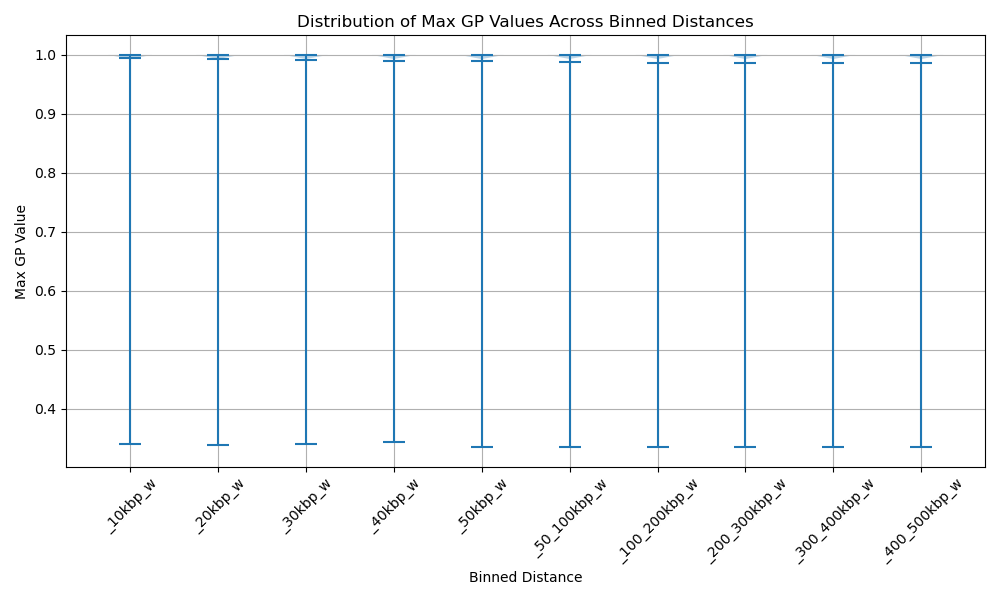 Distribution of Max GP Values Across Binned Distances
Max GP Value
1.0
0.9
0.8
0.7
0.6
0.5
0.4
_10kbp_w
_20kbp_w
_30kbp_w
_40kbp_w
_50kbp_w
_50_100kbp_w
_100_200kbp_w
_200_300kbp_w
_300_400kbp_w
_400_500kbp_w
Binned Distance